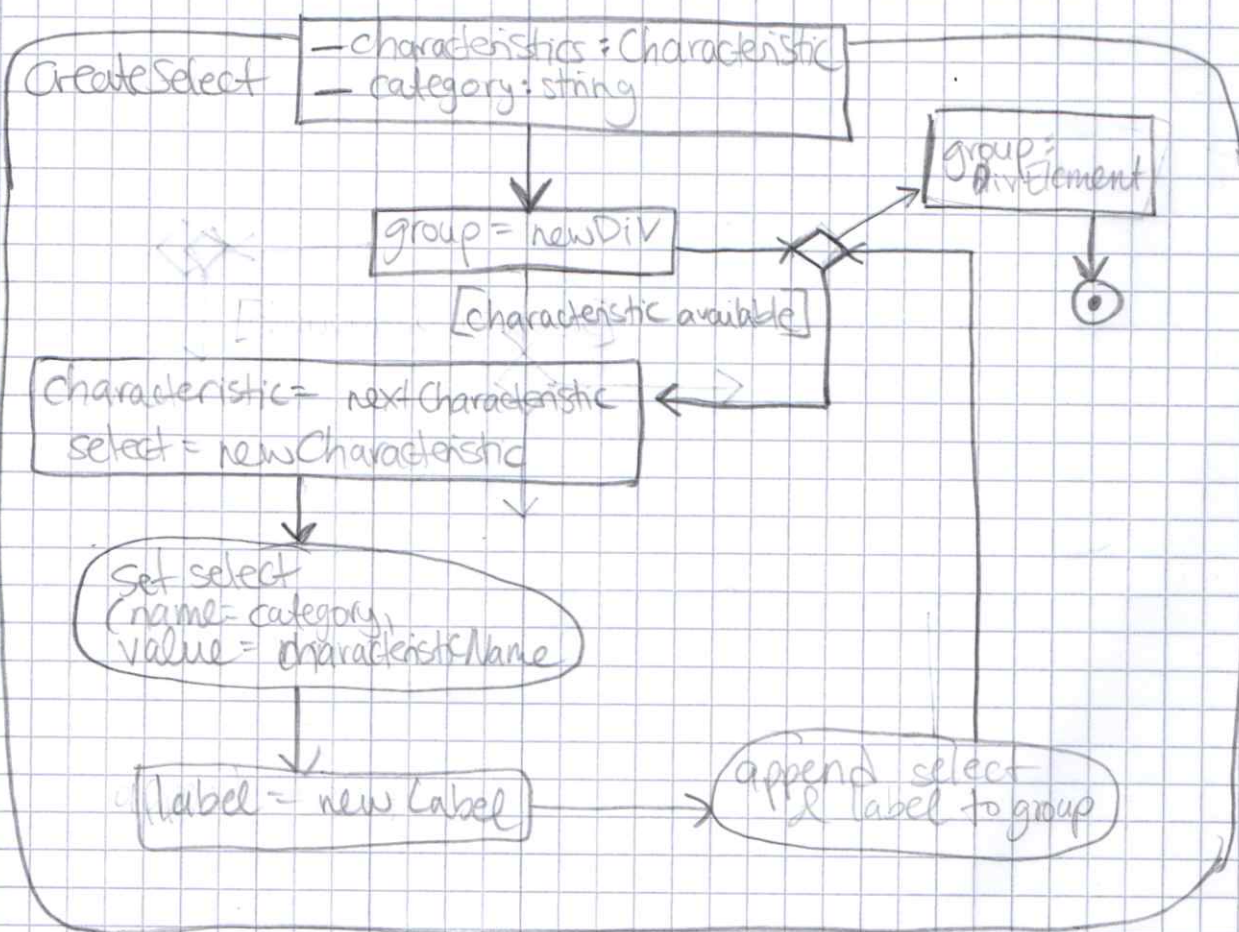 CreateSelect
- characteristics : Characteristic
- category : string
group = newDiv
group :
DivElement
[characteristic available]
characteristic = nextCharacteristic
select = newCharacteristic
Set select
(name = category,
value = characteristicName
label = new Label
append select
& label to group